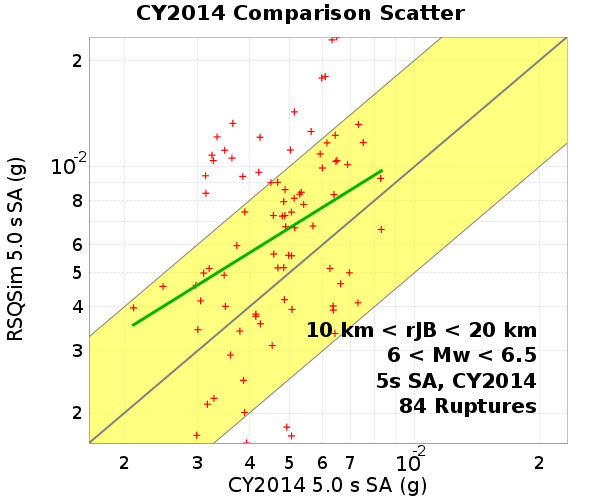 CY2014 Comparison Scatter
RSQSim 5.0 s SA (g)
2
10-2
8
6
5
4
3
2
10 km < rJB < 20 km
6 < Mw < 6.5
5s SA, CY2014
84 Ruptures
2 3 4 5 6 7 10-2 2
CY2014 5.0 s SA (g)